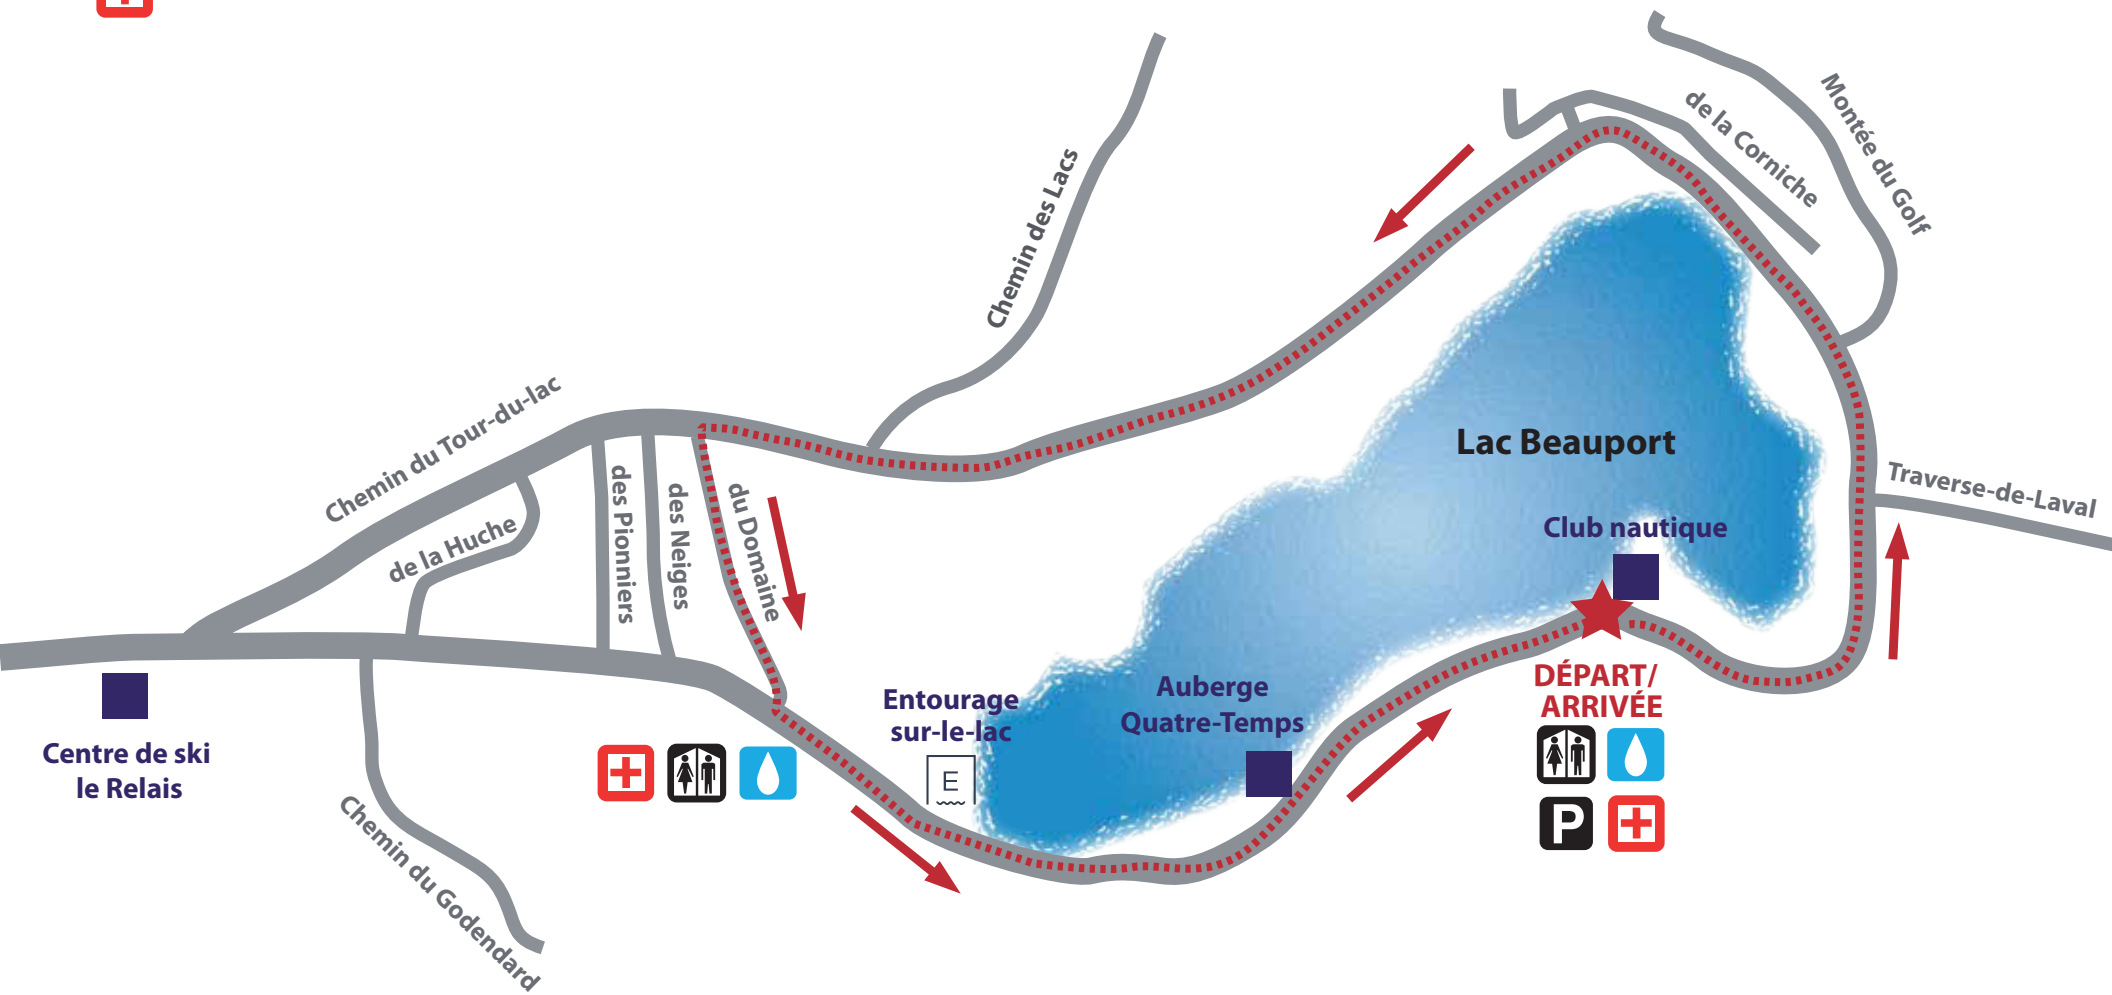 de la Corniche
Montée du Golf
Chemin des Lacs
Chemin du Tour-du-lac
Lac Beauport
Traverse-de-Laval
des Pionniers
des Neiges
du Domaine
de la Huche
Club nautique
DÉPART/
ARRIVÉE
P
Auberge
Quatre-Temps
Entourage
sur-le-lac
E
Centre de ski
le Relais
Chemin du Godendard